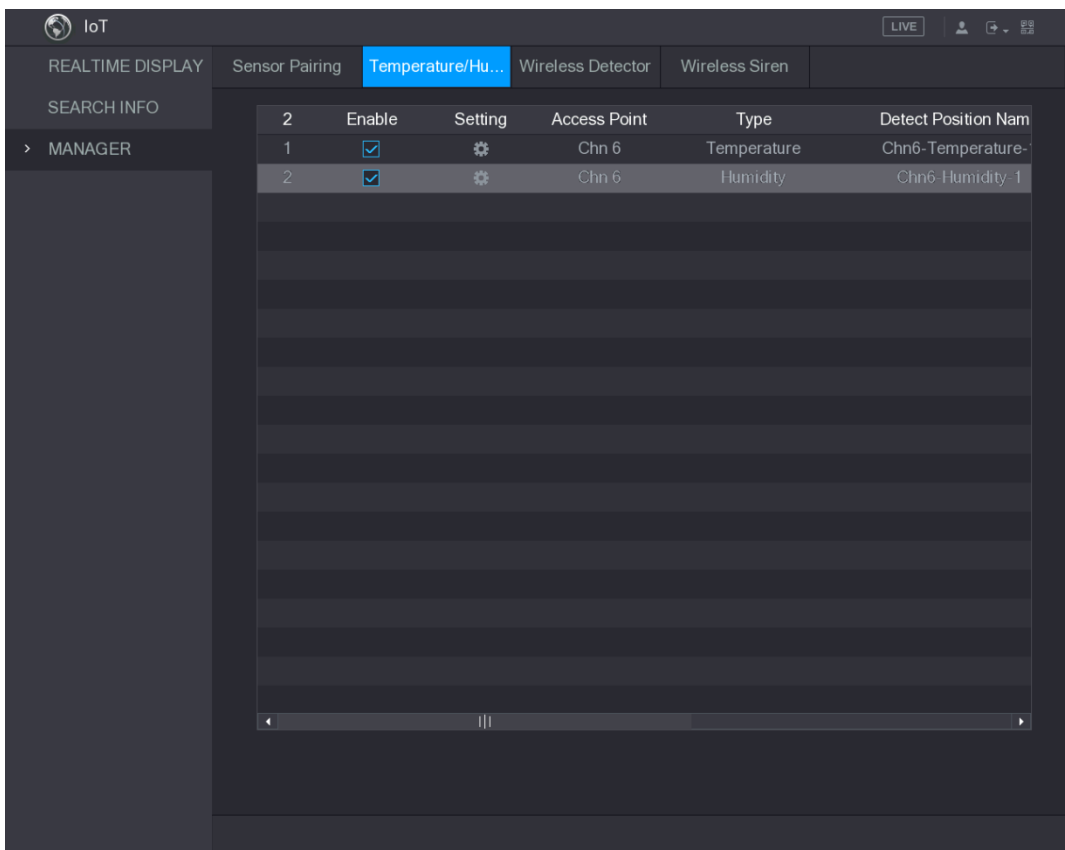 IoT LIVE
REALTIME DISPLAY
SEARCH INFO
MANAGER
Sensor Pairing Temperature/Hu... Wireless Detector Wireless Siren
2 Enable Setting Access Point Type Detect Position Nam
1 Chn 6 Temperature Chn6-Temperature-
2 Chn 6 Humidity Chn6-Humidity-1